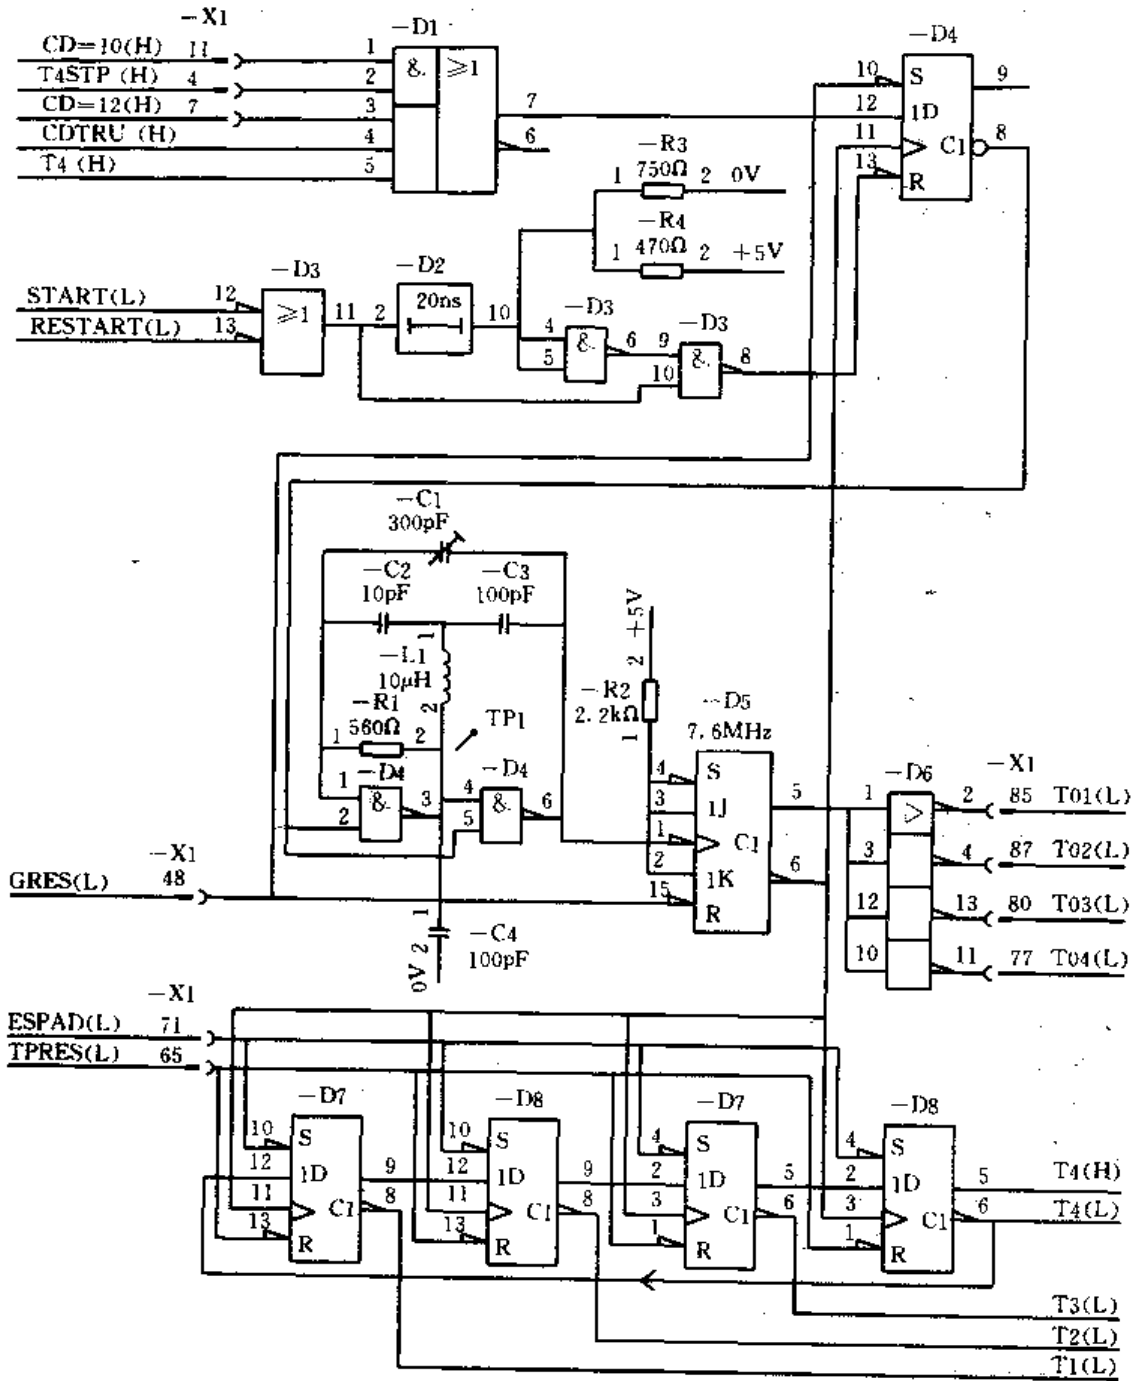 -X1
-D1
-D4
CD=10(H) 11 1
T4STP (H) 4 2
CD=12(H) 7 3
CDTRU (H) 4
T4 (H) 5
& ≥1
7
6
10 S 9
12 1D
11 C1 8
13 R
-R3
750Ω
1 2 0V
-R4
470Ω
1 2 +5V
-D3
-D2
START(L) 12
RESTART(L) 13
≥1
11 2
20ns
10
-D3
4
5
&
6 9
10
-D3
&
8
-C1
300pF
-C2
10pF
-C3
100pF
1
-L1
10μH
2
-R1
560Ω
1 2
TP1
-D4
1
2
&
3
-D4
4
5
&
6
+5V
2
-R2
2.2kΩ
1
-D5
7.6MHz
4 S
3 1J
1 C1
2 1K
15 R
5
6
-D6
-X1
1 > 2 85 T01(L)
3 4 87 T02(L)
12 13 80 T03(L)
10 11 77 T04(L)
-X1
GRES(L) 48
1
-C4
100pF
0V 2
-X1
ESPAD(L) 71
TPRES(L) 65
-D7
10 S
12 1D 9
11 C1 8
13 R
-D8
10 S
12 1D 9
11 C1 8
13 R
-D7
4 S
2 1D 5
3 C1 6
1 R
-D8
4 S
2 1D 5 T4(H)
3 C1 6 T4(L)
1 R
T3(L)
T2(L)
T1(L)